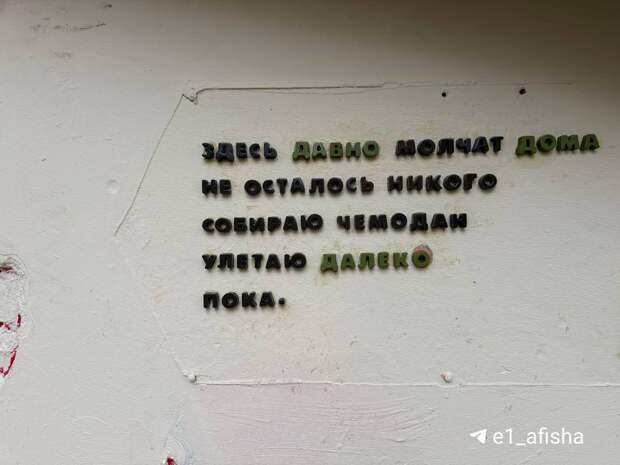 ЗДЕСЬ ДАВНО МОЛЧАТ ДОМА
НЕ ОСТАЛОСЬ НИКОГО
СОБИРАЮ ЧЕМОДАН
УЛЕТАЮ ДАЛЕКО
ПОКА.
e1_afisha